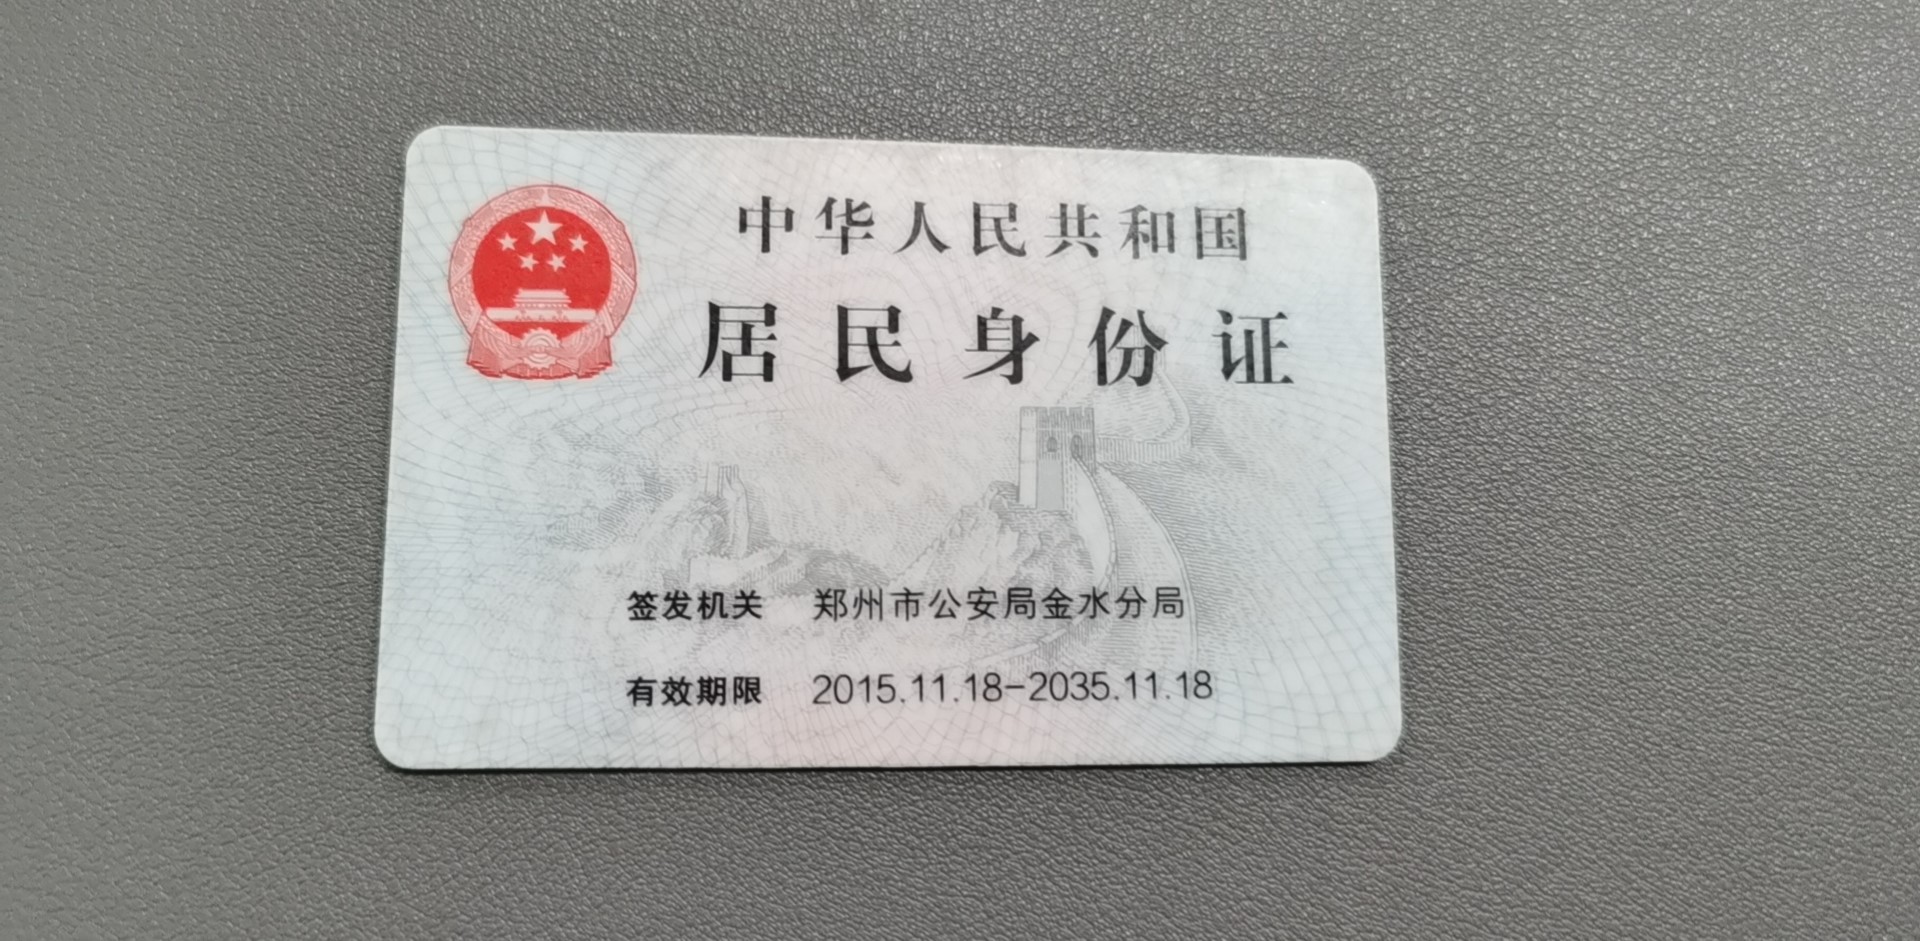 中华人民共和国
居民身份证
签发机关 郑州市公安局金水分局
有效期限 2015.11.18-2035.11.18